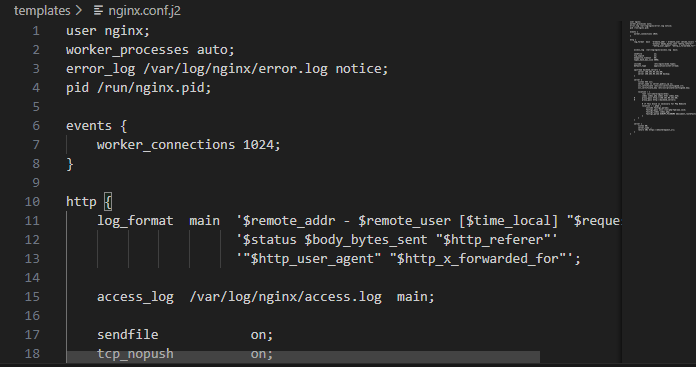 templates > nginx.conf.j2
1 user nginx;
2 worker_processes auto;
3 error_log /var/log/nginx/error.log notice;
4 pid /run/nginx.pid;
5
6 events {
7 worker_connections 1024;
8 }
9
10 http {
11 log_format  main  '$remote_addr - $remote_user [$time_local] "$reque
12 '$status $body_bytes_sent "$http_referer"'
13 '"$http_user_agent" "$http_x_forwarded_for"';
14
15 access_log  /var/log/nginx/access.log  main;
16
17 sendfile            on;
18 tcp_nopush          on;